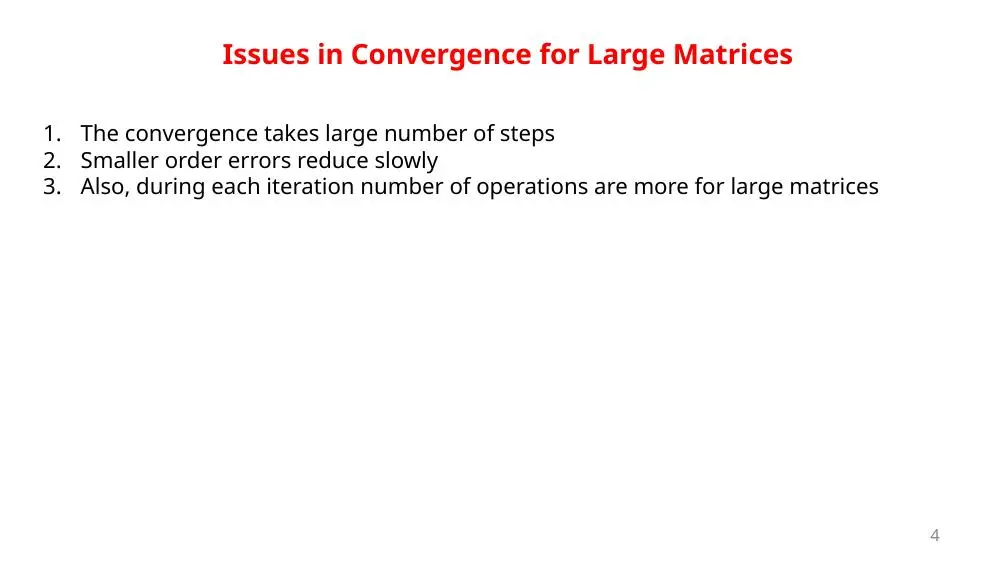 Issues in Convergence for Large Matrices
1. The convergence takes large number of steps
2. Smaller order errors reduce slowly
3. Also, during each iteration number of operations are more for large matrices
4